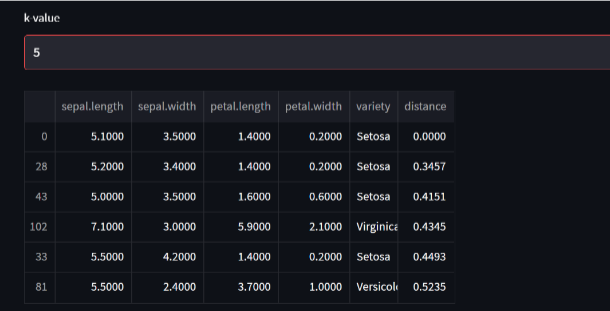 k-value
5
sepal.length sepal.width petal.length petal.width variety distance
0 5.1000 3.5000 1.4000 0.2000 Setosa 0.0000
28 5.2000 3.4000 1.4000 0.2000 Setosa 0.3457
43 5.0000 3.5000 1.6000 0.6000 Setosa 0.4151
102 7.1000 3.0000 5.9000 2.1000 Virginica 0.4345
33 5.5000 4.2000 1.4000 0.2000 Setosa 0.4493
81 5.5000 2.4000 3.7000 1.0000 Versicol 0.5235